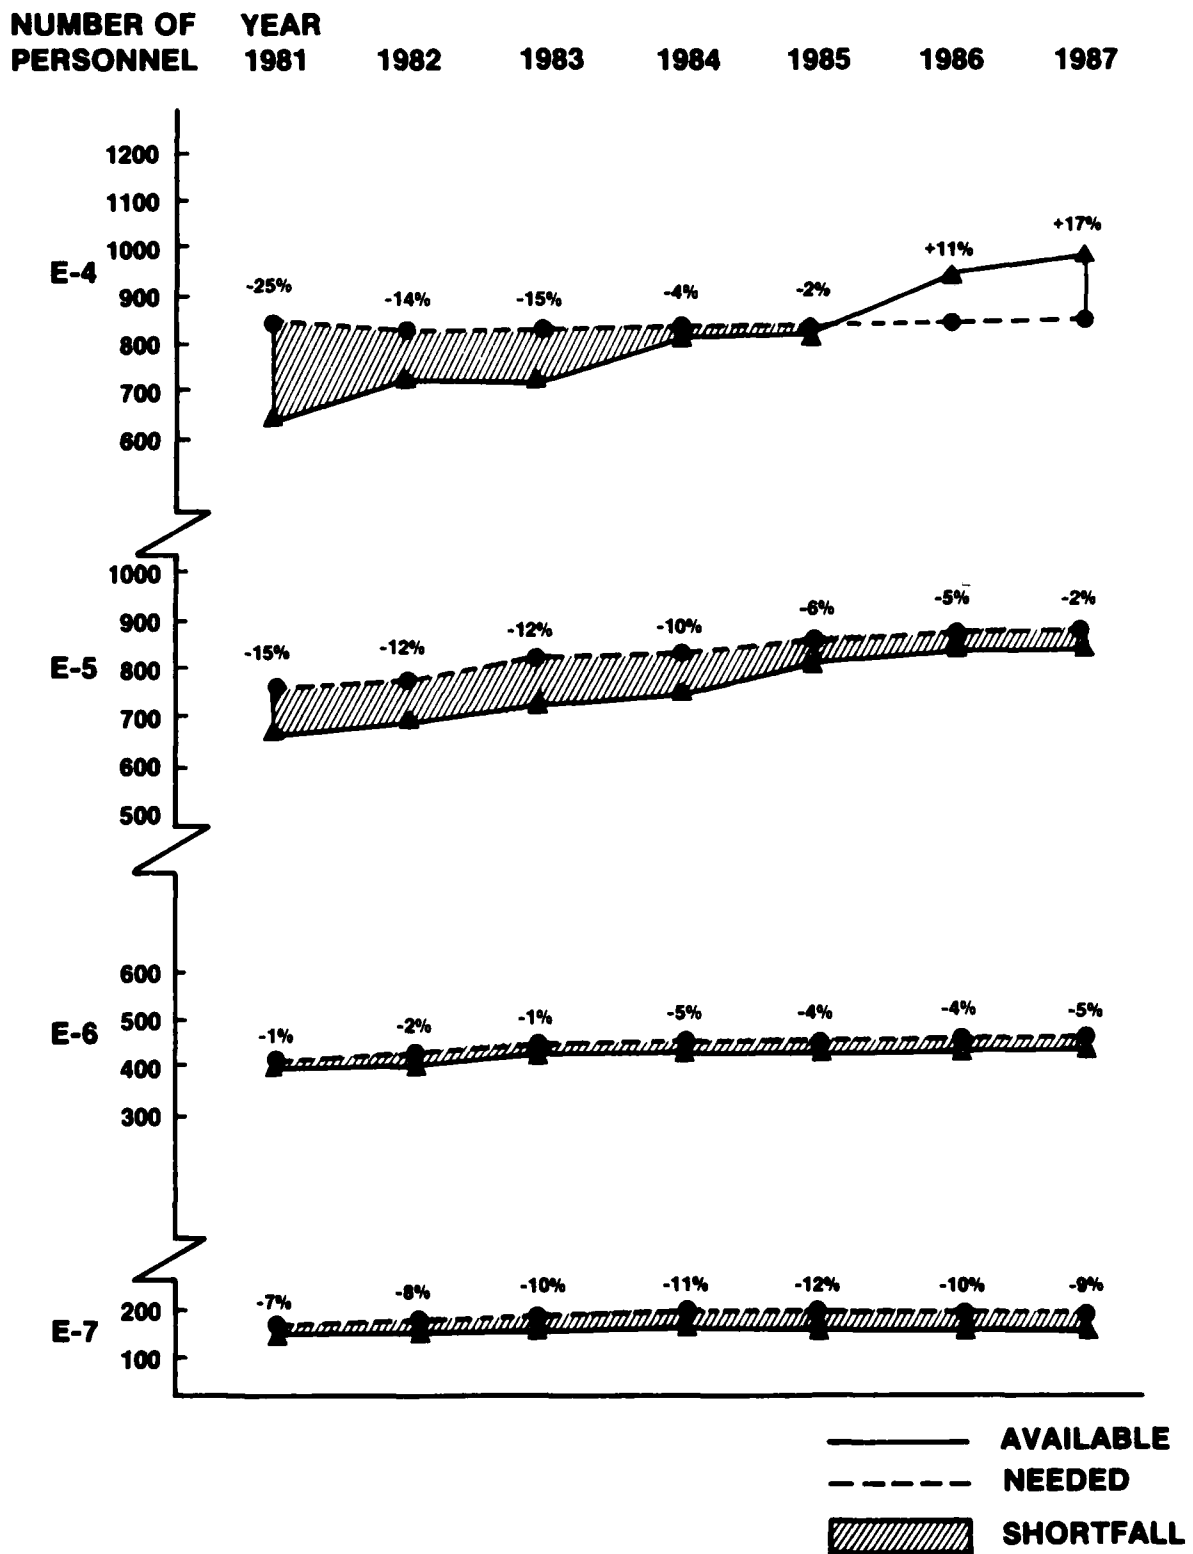 NUMBER OF YEAR
PERSONNEL 1981 1982 1983 1984 1985 1986 1987
1200
1100
1000
E-4
900
800
700
600
-25% -14% -15% -4% -2% +11% +17%
1000
900
E-5
800
700
600
500
-15% -12% -12% -10% -6% -5% -2%
600
500
E-6
400
300
-1% -2% -1% -5% -4% -4% -5%
200
E-7
100
-7% -8% -10% -11% -12% -10% -9%
AVAILABLE
NEEDED
SHORTFALL